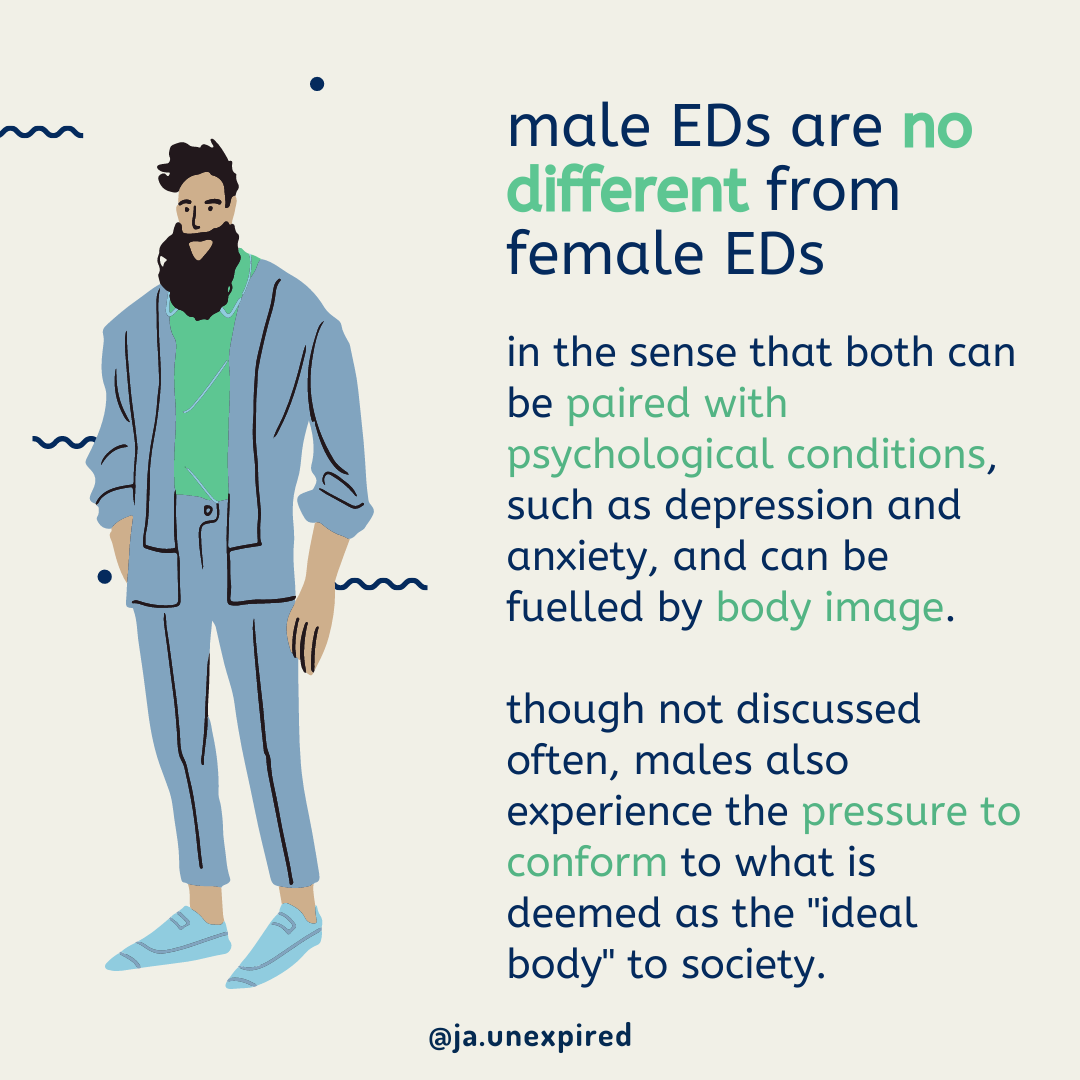 male EDs are no
different from
female EDs
in the sense that both can
be paired with
psychological conditions,
such as depression and
anxiety, and can be
fuelled by body image.
though not discussed
often, males also
experience the pressure to
conform to what is
deemed as the "ideal
body" to society.
@ja.unexpired